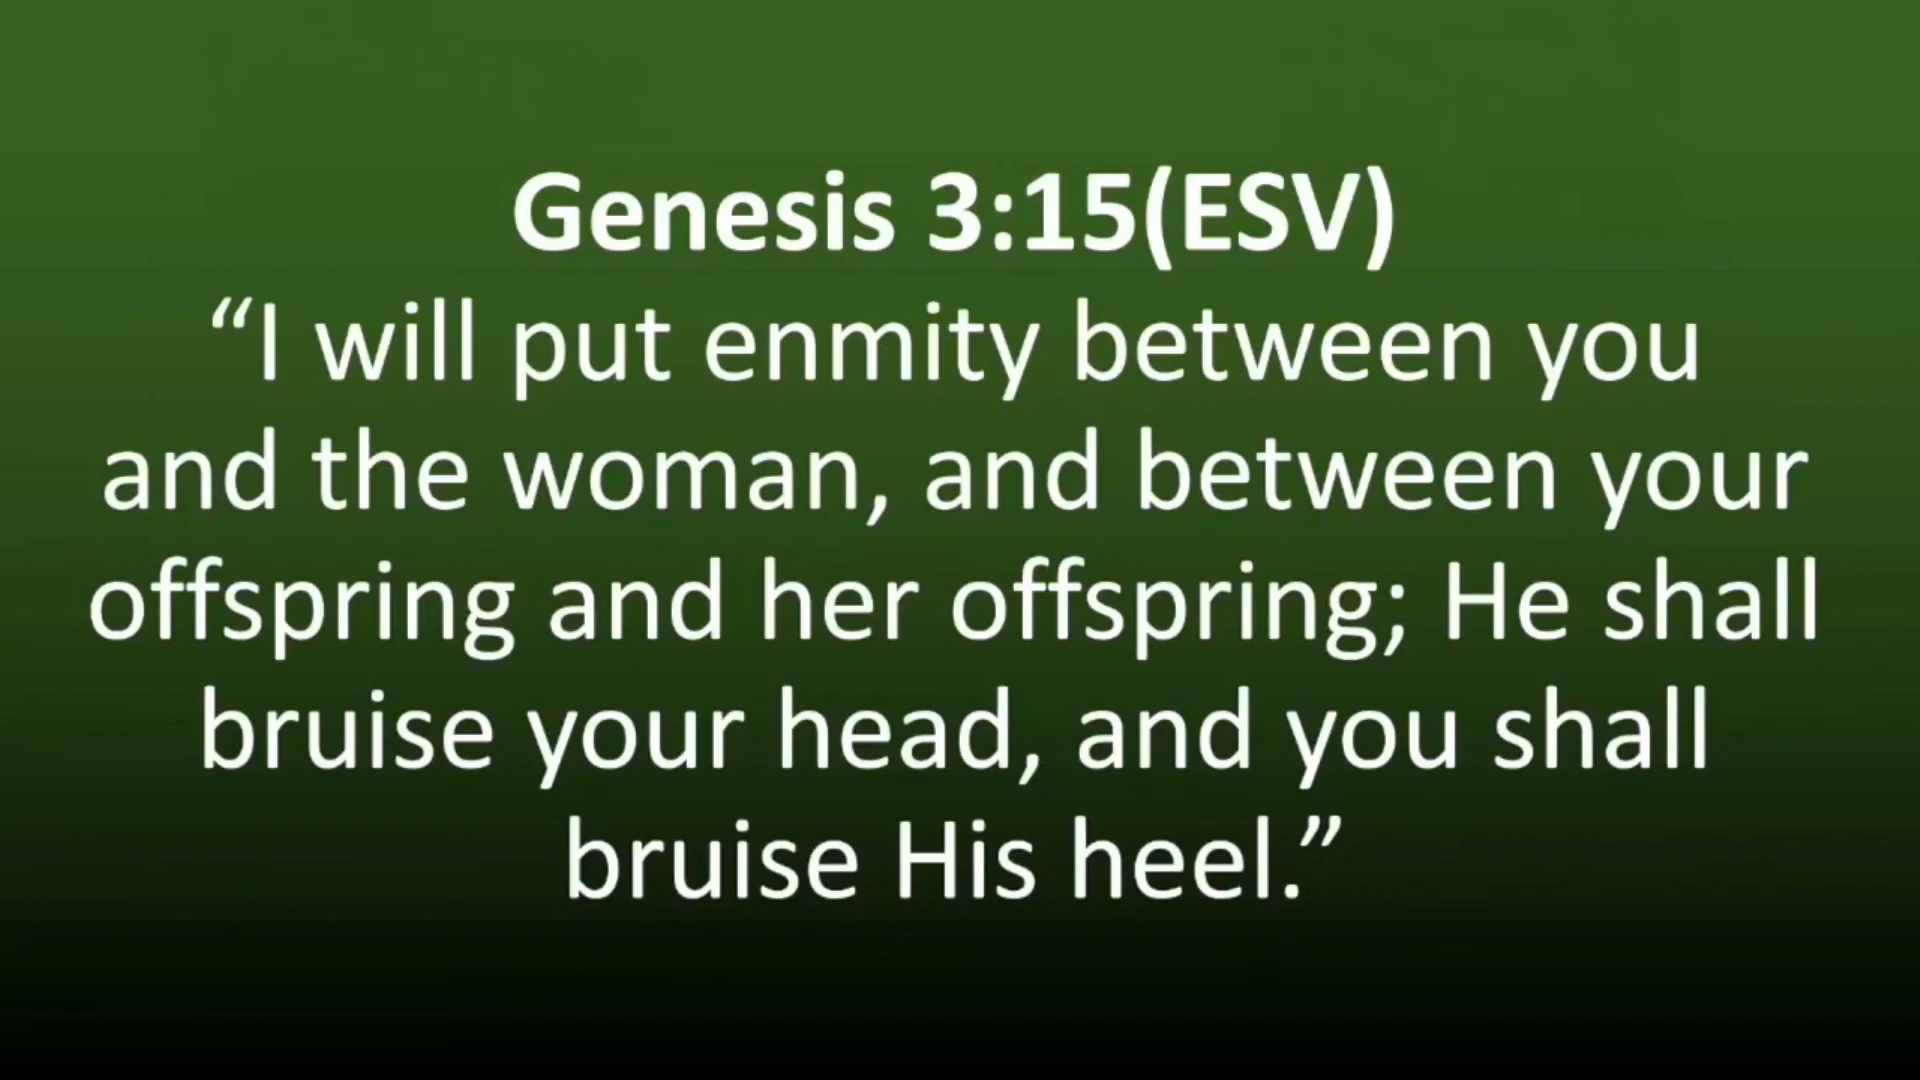 Genesis 3:15(ESV)
“I will put enmity between you
and the woman, and between your
offspring and her offspring; He shall
bruise your head, and you shall
bruise His heel.”